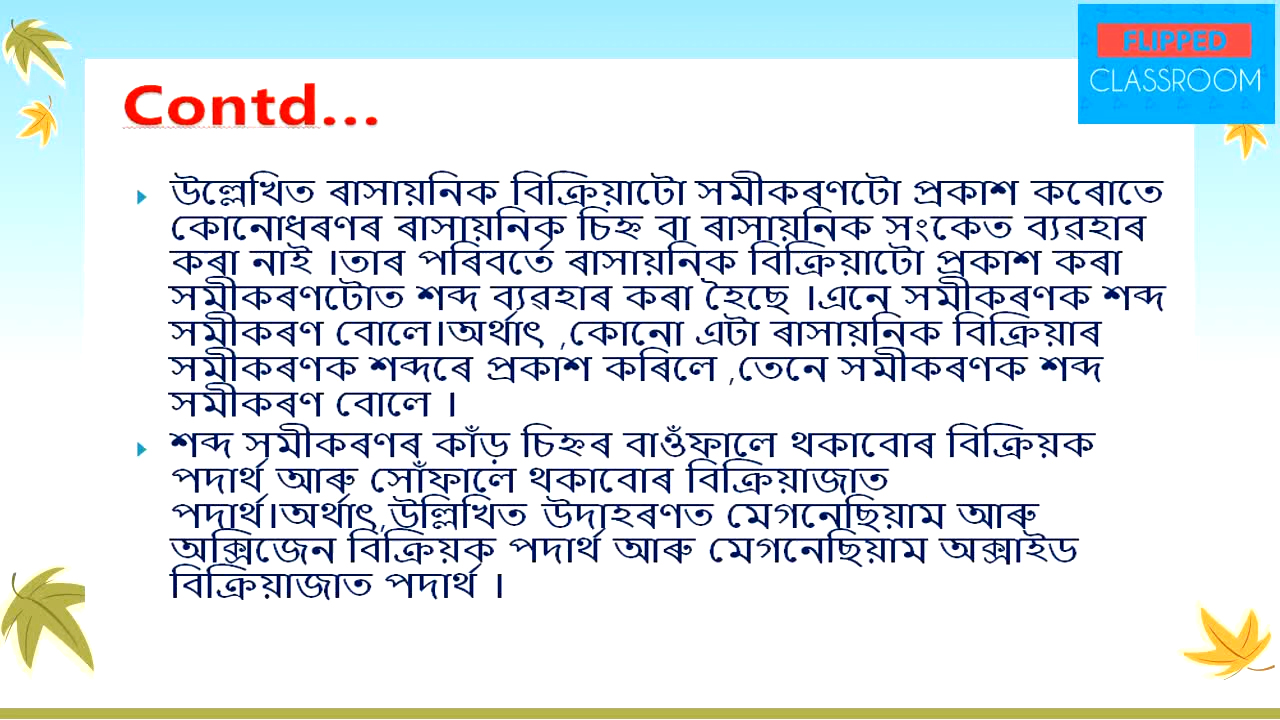 FLIPPED
CLASSROOM
Contd...
উল্লেখিত ৰাসায়নিক বিক্ৰিয়াটো সমীকৰণটো প্ৰকাশ কৰোতে
কোনোধৰণৰ ৰাসায়নিক চিহ্ন বা ৰাসায়নিক সংকেত ব্যৱহাৰ
কৰা নাই ।তাৰ পৰিবৰ্তে ৰাসায়নিক বিক্ৰিয়াটো প্ৰকাশ কৰা
সমীকৰণটোত শব্দ ব্যৱহাৰ কৰা হৈছে ।এনে সমীকৰণক শব্দ
সমীকৰণ বোলে।অৰ্থাৎ ,কোনো এটা ৰাসায়নিক বিক্ৰিয়াৰ
সমীকৰণক শব্দৰে প্ৰকাশ কৰিলে ,তেনে সমীকৰণক শব্দ
সমীকৰণ বোলে ।
শব্দ সমীকৰণৰ কাঁড় চিহ্নৰ বাওঁফালে থকাবোৰ বিক্ৰিয়ক
পদাৰ্থ আৰু সোঁফালে থকাবোৰ বিক্ৰিয়াজাত
পদাৰ্থ।অৰ্থাৎ,উল্লিখিত উদাহৰণত মেগনেছিয়াম আৰু
অক্সিজেন বিক্ৰিয়ক পদাৰ্থ আৰু মেগনেছিয়াম অক্সাইড
বিক্ৰিয়াজাত পদাৰ্থ ।